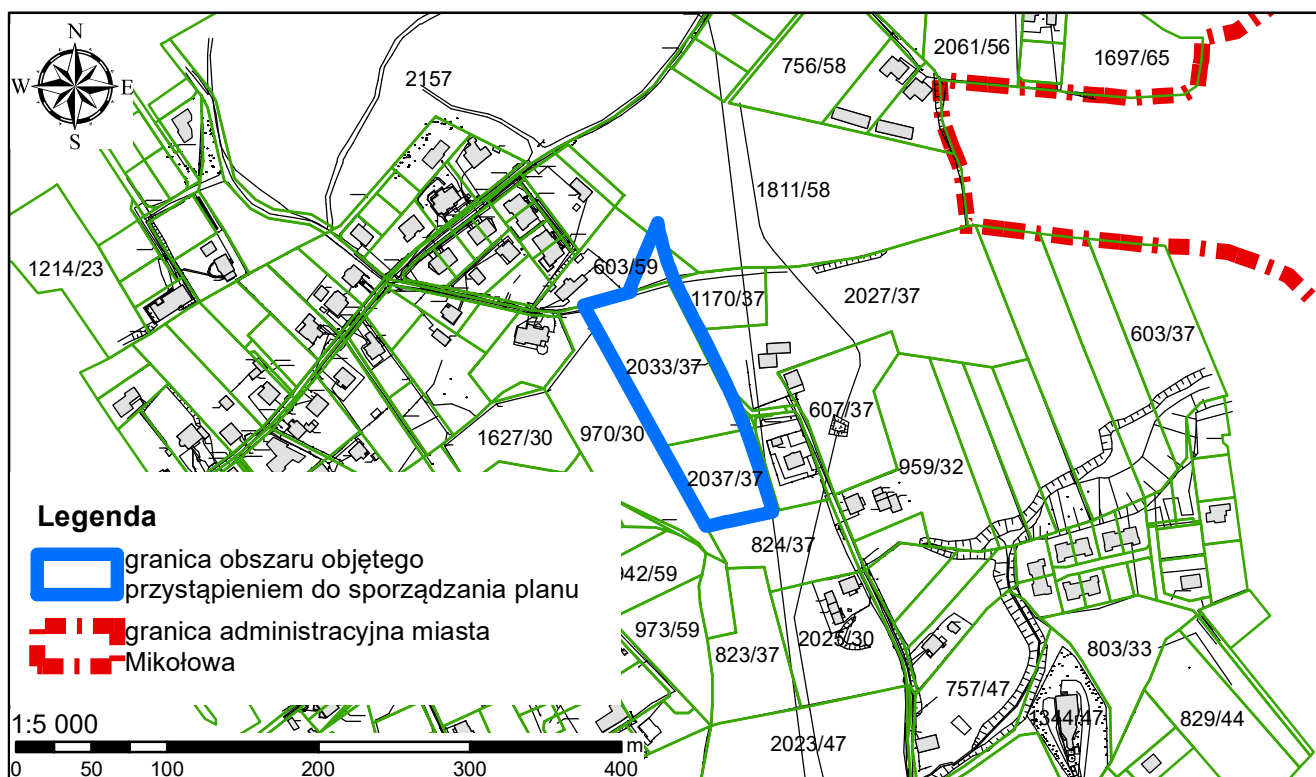 N
W
E
S
2157
756/58
2061/56
1697/65
1811/58
1214/23
603/59
1170/37
2027/37
603/37
2033/37
607/37
970/30
1627/30
959/32
2037/37
824/37
942/59
973/59
823/37
2025/30
757/47
803/33
1344/47
829/44
2023/47
Legenda
granica obszaru objętego
przystąpieniem do sporządzania planu
granica administracyjna miasta
Mikołowa
1:5 000
m
0 50 100 200 300 400